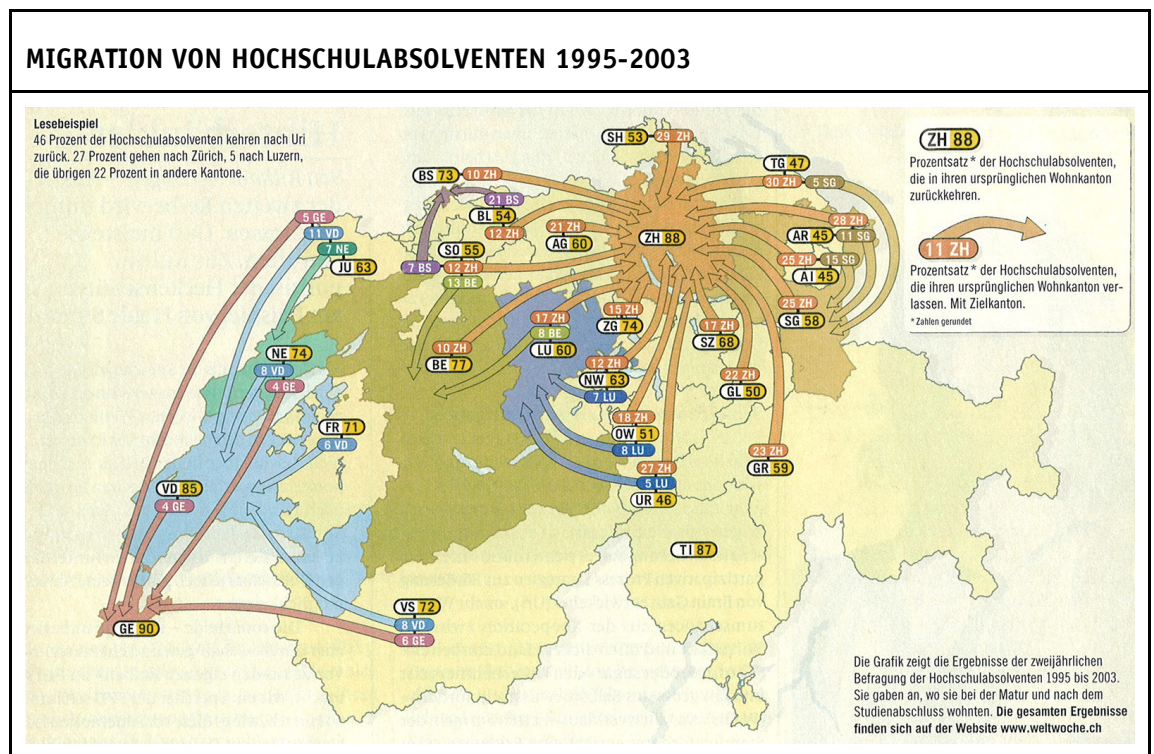 MIGRATION VON HOCHSCHULABSOLVENTEN 1995-2003
Lesebeispiel
46 Prozent der Hochschulabsolventen kehren nach Uri
zurück. 27 Prozent gehen nach Zürich, 5 nach Luzern,
die übrigen 22 Prozent in andere Kantone.
ZH 88
Prozentsatz* der Hochschulabsolventen,
die in ihren ursprünglichen Wohnkanton
zurückkehren.
11 ZH
Prozentsatz* der Hochschulabsolventen,
die ihren ursprünglichen Wohnkanton ver-
lassen. Mit Zielkanton.
*Zahlen gerundet
SH 53
29 ZH
TG 47
30 ZH
5 SG
BS 73
10 ZH
21 BS
BL 54
12 ZH
5 GE
11 VD
7 NE
JU 63
SO 55
7 BS
12 ZH
13 BE
21 ZH
AG 60
ZH 88
28 ZH
AR 45
11 SG
25 ZH
15 SG
AI 45
25 ZH
SG 58
17 ZH
8 BE
LU 60
15 ZH
ZG 74
17 ZH
SZ 68
10 ZH
BE 77
NE 74
8 VD
4 GE
12 ZH
NW 63
7 LU
22 ZH
GL 50
18 ZH
OW 51
8 LU
FR 71
6 VD
23 ZH
GR 59
27 ZH
5 LU
UR 46
VD 85
4 GE
TI 87
VS 72
8 VD
6 GE
GE 90
Die Grafik zeigt die Ergebnisse der zweijährlichen
Befragung der Hochschulabsolventen 1995 bis 2003.
Sie gaben an, wo sie bei der Matur und nach dem
Studienabschluss wohnten. Die gesamten Ergebnisse
finden sich auf der Website www.weltwoche.ch